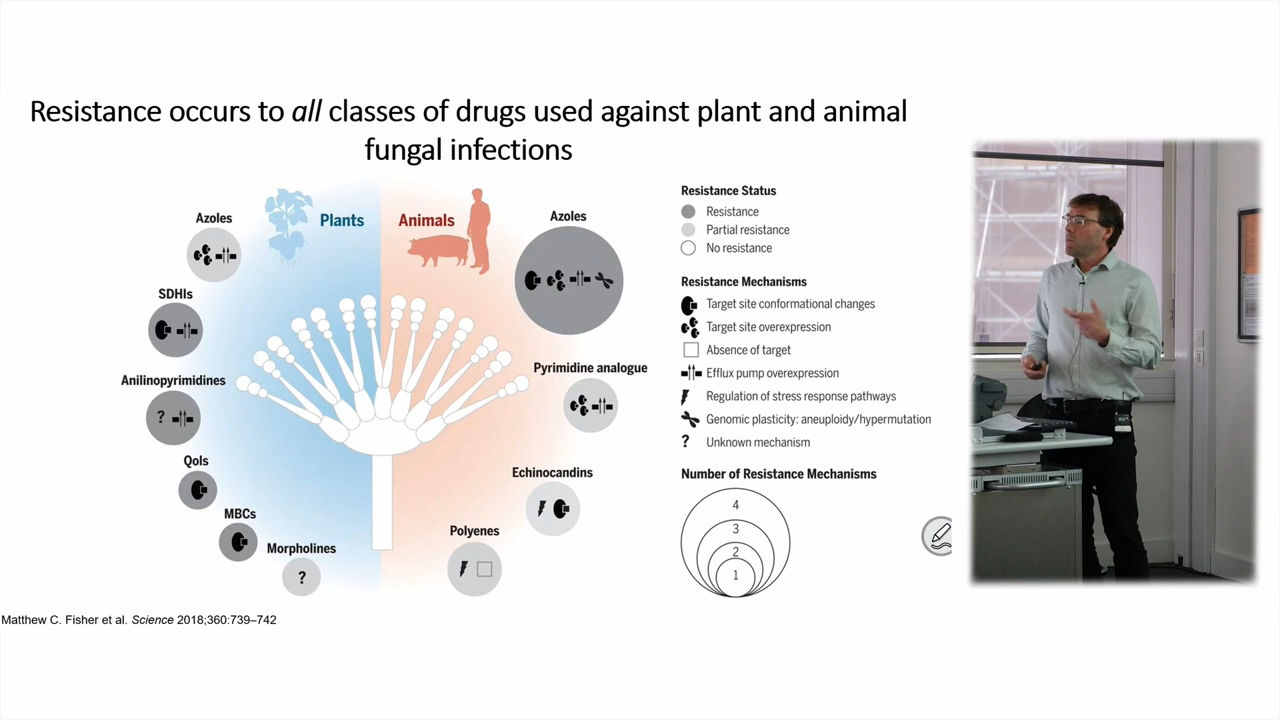 Resistance occurs to all classes of drugs used against plant and animal
fungal infections
Plants
Animals
Azoles
SDHIs
Anilinopyrimidines
?
QoIs
MBCs
Morpholines
?
Azoles
Pyrimidine analogue
Echinocandins
Polyenes
Resistance Status
Resistance
Partial resistance
No resistance
Resistance Mechanisms
Target site conformational changes
Target site overexpression
Absence of target
Efflux pump overexpression
Regulation of stress response pathways
Genomic plasticity: aneuploidy/hypermutation
? Unknown mechanism
Number of Resistance Mechanisms
4
3
2
1
Matthew C. Fisher et al. Science 2018;360:739–742